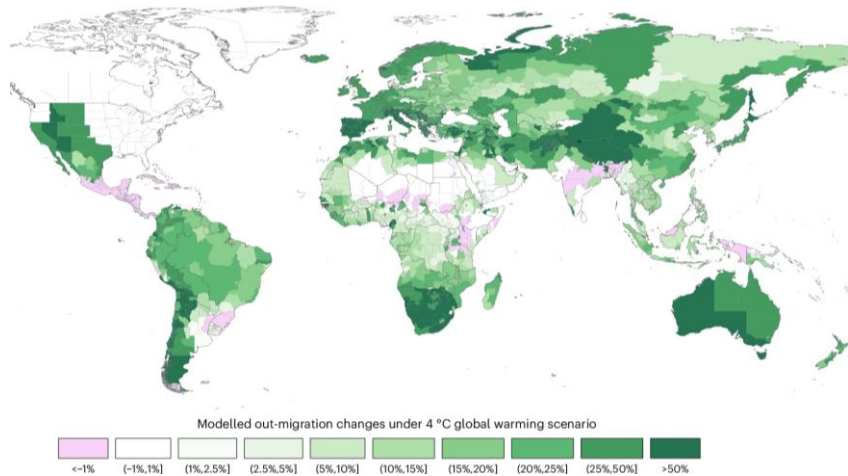 Modelled out-migration changes under 4 °C global warming scenario
<−1% (−1%,1%] (1%,2.5%] (2.5%,5%] (5%,10%] (10%,15%] (15%,20%] (20%,25%] (25%,50%] >50%